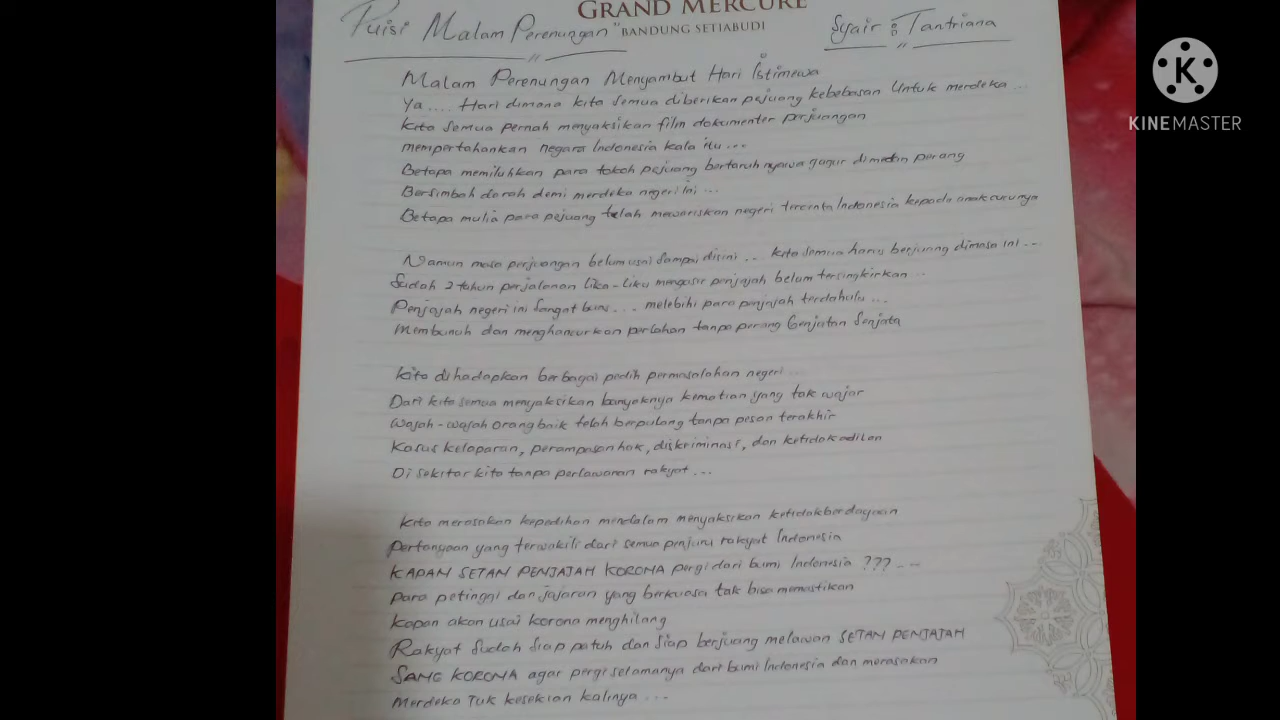 GRAND MERCURE
BANDUNG SETIABUDI
Puisi Malam Perenungan
Syair : Tantriana
KINEMASTER
Malam Perenungan Menyambut Hari Istimewa
Ya .... Hari dimana kita semua diberikan pejuang kebebasan Untuk merdeka ...
Kita semua pernah menyaksikan film dokumenter perjuangan
mempertahankan negara Indonesia kala itu ...
Betapa memiluhkan para tokoh pejuang bertaruh nyawa gugur dimedan perang
Bersimbah darah demi merdeka negeri ini ...
Betapa mulia para pejuang telah mewariskan negeri tercinta Indonesia kepada anak cucunya
Namun masa perjuangan belum usai sampai disini .. kita semua harus berjuang dimasa ini ...
Sudah 2 tahun perjalanan lika-liku mengusir penjajah belum tersingkirkan ..
Penjajah negeri ini sangat buas ... melebihi para penjajah terdahulu ...
Membunuh dan menghancurkan perlahan tanpa perang Genjatan Senjata
Kita dihadapkan berbagai pedih permasalahan negeri ...
Dari kita semua menyaksikan banyaknya kematian yang tak wajar
Wajah-wajah orang baik telah berpulang tanpa pesan terakhir
Kasus kelaparan, perampasan hak, diskriminasi, dan ketidakadilan
Di sekitar kita tanpa perlawanan rakyat ...
Kita merasakan kepedihan mendalam menyaksikan ketidakberdayaan
Pertanyaan yang terwakili dari semua penjuru rakyat Indonesia
KAPAN SETAN PENJAJAH KORONA pergi dari bumi Indonesia ??? ...
Para petinggi dan jajaran yang berkuasa tak bisa memastikan
Kapan akan usai korona menghilang
Rakyat Sudah Siap patuh dan Siap berjuang melawan SETAN PENJAJAH
SANG KORONA agar pergi selamanya dari bumi Indonesia dan merasakan
Merdeka Tuk kesekian kalinya ...